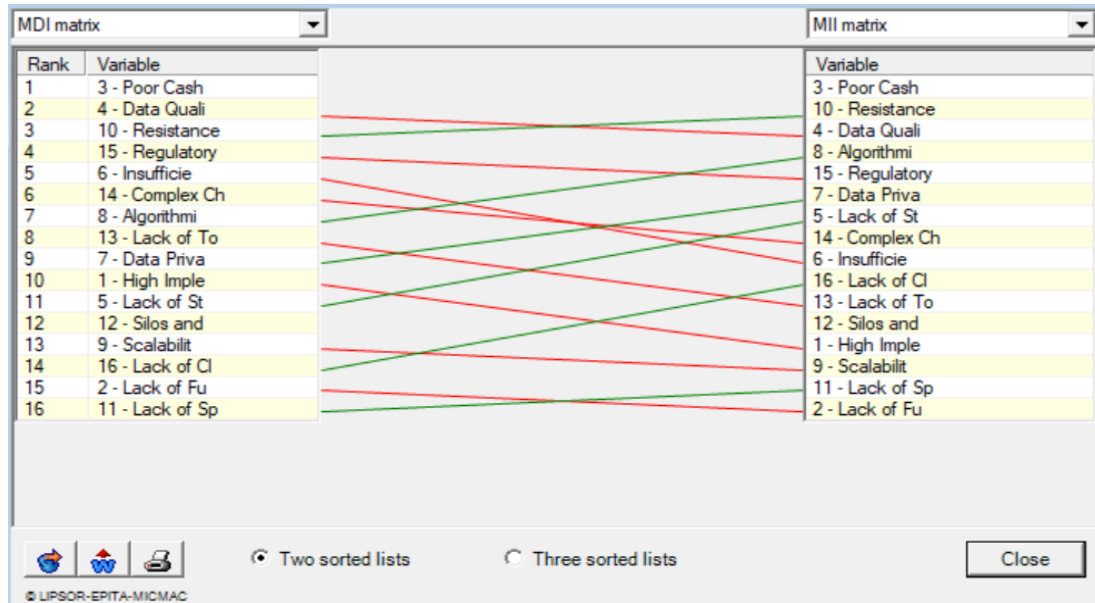 MDI matrix MII matrix
Rank Variable Variable
1 3 - Poor Cash 3 - Poor Cash
2 4 - Data Quali 10 - Resistance
3 10 - Resistance 4 - Data Quali
4 15 - Regulatory 8 - Algorithmi
5 6 - Insufficie 15 - Regulatory
6 14 - Complex Ch 7 - Data Priva
7 8 - Algorithmi 5 - Lack of St
8 13 - Lack of To 14 - Complex Ch
9 7 - Data Priva 6 - Insufficie
10 1 - High Imple 16 - Lack of Cl
11 5 - Lack of St 13 - Lack of To
12 12 - Silos and 12 - Silos and
13 9 - Scalabilit 1 - High Imple
14 16 - Lack of Cl 9 - Scalabilit
15 2 - Lack of Fu 11 - Lack of Sp
16 11 - Lack of Sp 2 - Lack of Fu
Two sorted lists Three sorted lists Close
© LIPSOR-EPITA-MICMAC